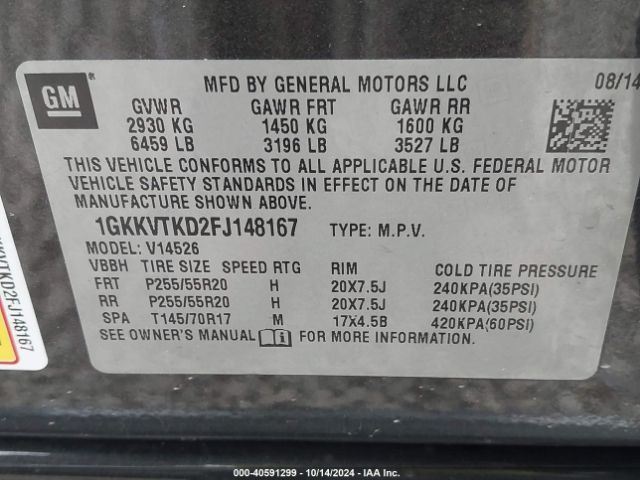 GM
®
MFD BY GENERAL MOTORS LLC
08/14
GVWR GAWR FRT GAWR RR
2930 KG 1450 KG 1600 KG
6459 LB 3196 LB 3527 LB
THIS VEHICLE CONFORMS TO ALL APPLICABLE U.S. FEDERAL MOTOR
VEHICLE SAFETY STANDARDS IN EFFECT ON THE DATE OF
MANUFACTURE SHOWN ABOVE.
1GKKVTKD2FJ148167 TYPE: M.P.V.
MODEL: V14526
VBBH TIRE SIZE SPEED RTG RIM COLD TIRE PRESSURE
FRT P255/55R20 H 20X7.5J 240KPA(35PSI)
RR P255/55R20 H 20X7.5J 240KPA(35PSI)
SPA T145/70R17 M 17X4.5B 420KPA(60PSI)
SEE OWNER'S MANUAL FOR MORE INFORMATION.
KVTKD2FJ148167
000-40591299 - 10/14/2024 - IAA Inc.